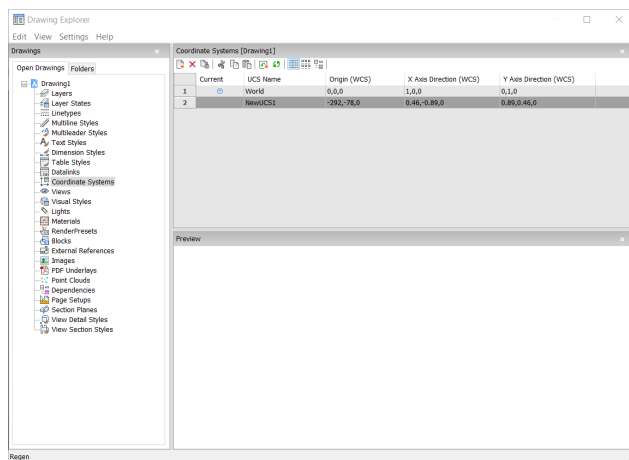 Drawing Explorer
Edit View Settings Help
Drawings
Open Drawings Folders
Drawing1
Layers
Layer States
Linetypes
Multiline Styles
Multileader Styles
Text Styles
Dimension Styles
Table Styles
Datalinks
Coordinate Systems
Views
Visual Styles
Lights
Materials
RenderPresets
Blocks
External References
Images
PDF Underlays
Point Clouds
Dependencies
Page Setups
Section Planes
View Detail Styles
View Section Styles
Coordinate Systems [Drawing1]
Current UCS Name Origin (WCS) X Axis Direction (WCS) Y Axis Direction (WCS)
1 World 0,0,0 1,0,0 0,1,0
2 NewUCS1 -292,-78,0 0.46,-0.89,0 0.89,0.46,0
Preview
Regen